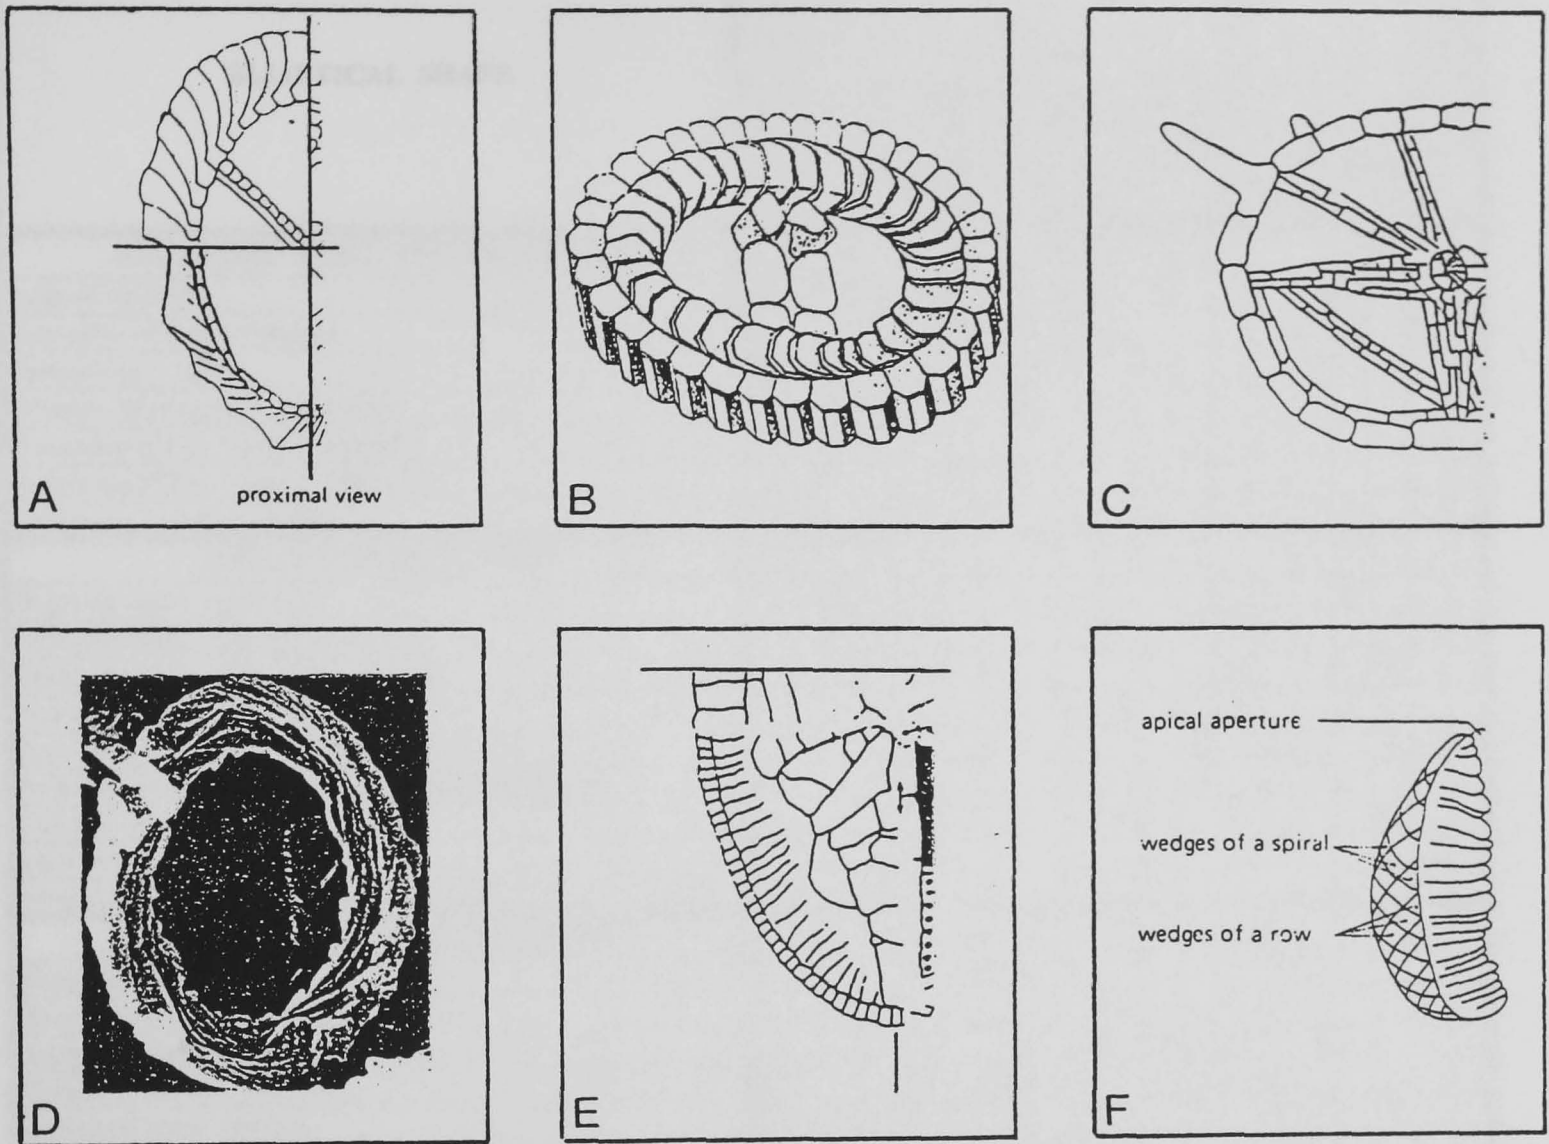 A
proximal view
B
C
D
E
apical aperture
wedges of a spiral
wedges of a row
F